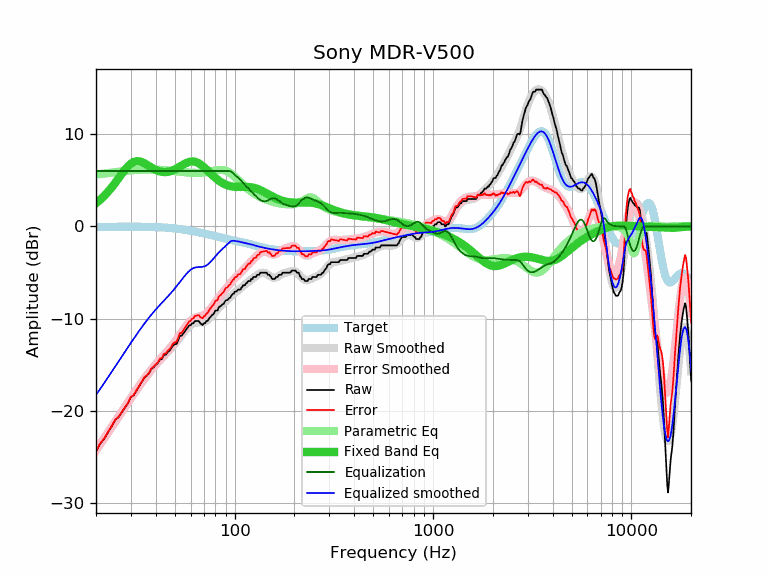 Sony MDR-V500
Amplitude (dBr)
10
0
−10
−20
−30
Target
Raw Smoothed
Error Smoothed
Raw
Error
Parametric Eq
Fixed Band Eq
Equalization
Equalized smoothed
100 1000 10000
Frequency (Hz)